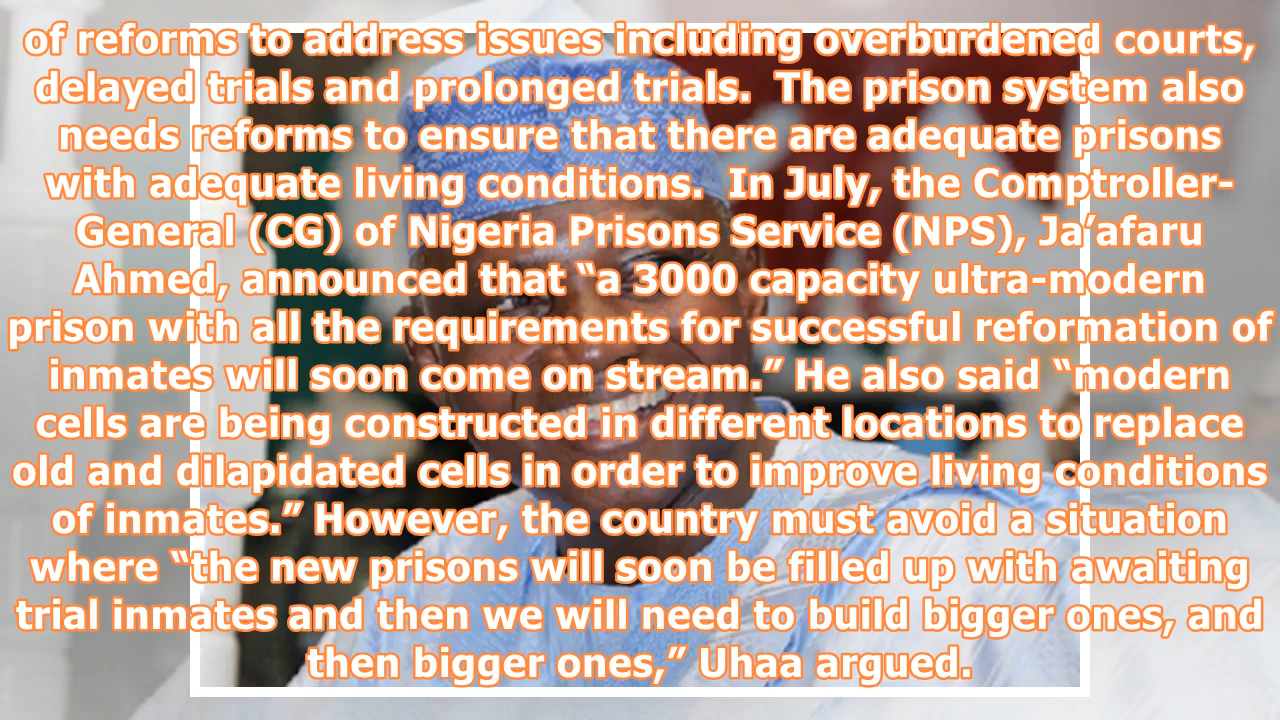 of reforms to address issues including overburdened courts,
delayed trials and prolonged trials.  The prison system also
needs reforms to ensure that there are adequate prisons
with adequate living conditions.  In July, the Comptroller-
General (CG) of Nigeria Prisons Service (NPS), Ja’afaru
Ahmed, announced that “a 3000 capacity ultra-modern
prison with all the requirements for successful reformation of
inmates will soon come on stream.” He also said “modern
cells are being constructed in different locations to replace
old and dilapidated cells in order to improve living conditions
of inmates.” However, the country must avoid a situation
where “the new prisons will soon be filled up with awaiting
trial inmates and then we will need to build bigger ones, and
then bigger ones,” Uhaa argued.